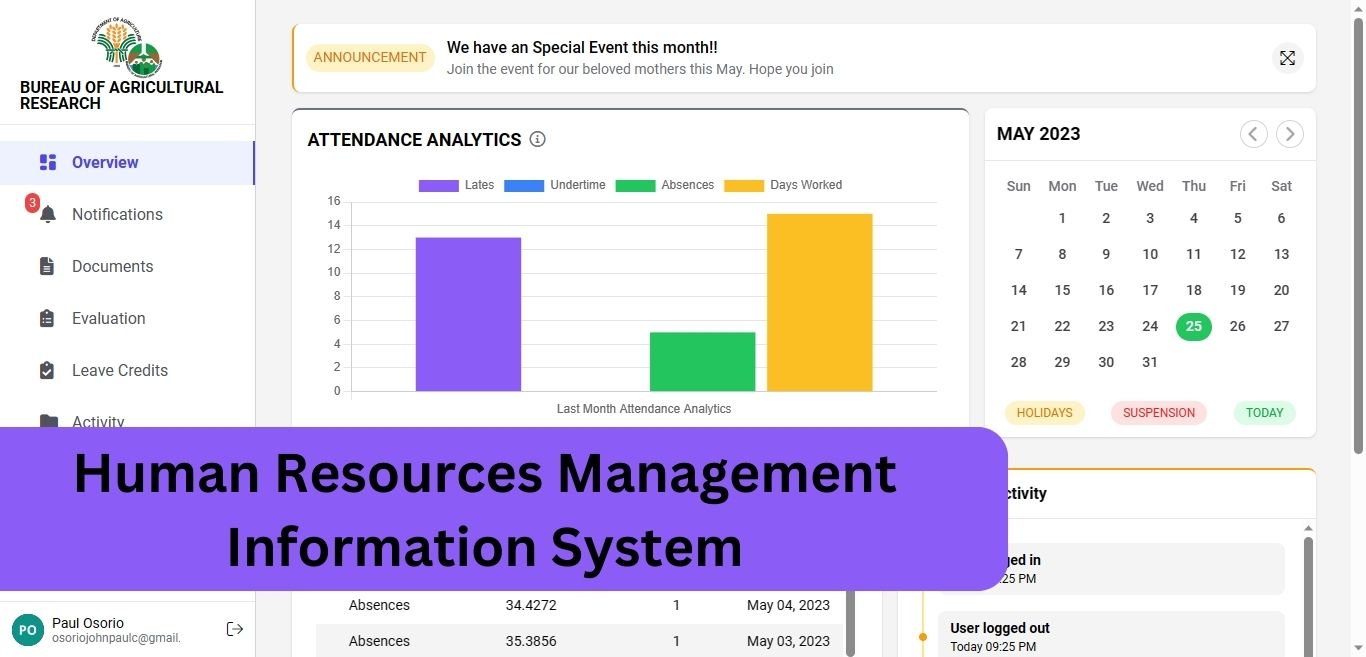 BUREAU OF AGRICULTURAL
RESEARCH
Overview
3
Notifications
Documents
Evaluation
Leave Credits
Activity
PO
Paul Osorio
osoriojohnpaulc@gmail.
ANNOUNCEMENT
We have an Special Event this month!!
Join the event for our beloved mothers this May. Hope you join
ATTENDANCE ANALYTICS
Lates Undertime Absences Days Worked
16
14
12
10
8
6
4
2
0
Last Month Attendance Analytics
MAY 2023
Sun Mon Tue Wed Thu Fri Sat
1 2 3 4 5 6
7 8 9 10 11 12 13
14 15 16 17 18 19 20
21 22 23 24 25 26 27
28 29 30 31
HOLIDAYS SUSPENSION TODAY
Human Resources Management
Information System
Absences 34.4272 1 May 04, 2023
Absences 35.3856 1 May 03, 2023
ctivity
ged in
:25 PM
User logged out
Today 09:25 PM